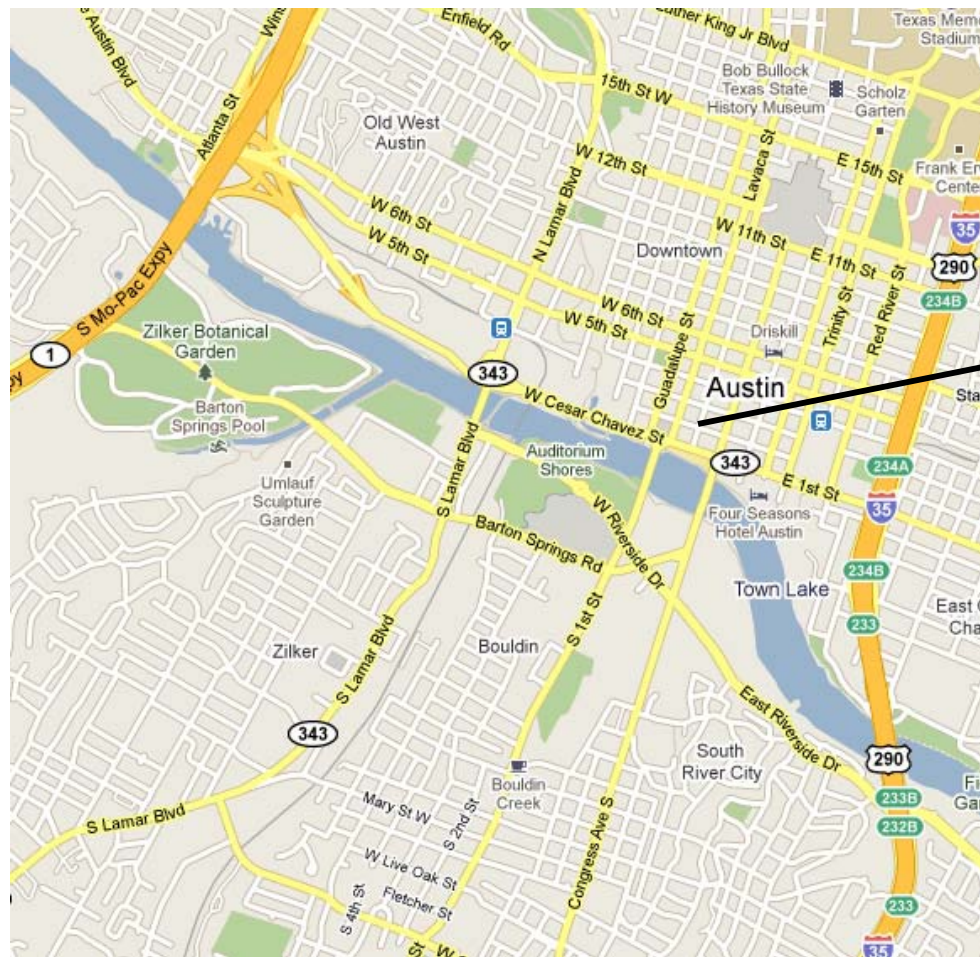 Enfield Rd
Luther King Jr Blvd
Texas Mem
Stadium
Austin Blvd
Atlanta St
15th St W
Bob Bullock
Texas State
History Museum
Scholz
Garten
Old West
Austin
W 12th St
Lavaca St
E 15th St
Frank Er
Cente
N Lamar Blvd
W 6th St
W 5th St
Downtown
W 11th St
E 11th St
35
290
234B
S Mo-Pac Expy
1
Zilker Botanical
Garden
W 6th St
W 5th St
Guadalupe St
Driskill
Trinity St
Red River St
343
Austin
Sta
Barton
Springs Pool
W Cesar Chavez St
Auditorium
Shores
S Lamar Blvd
343
E 1st St
234A
35
Umlauf
Sculpture
Garden
Four Seasons
Hotel Austin
Barton Springs Rd
W Riverside Dr
234B
Town Lake
233
East C
Cha
S 1st St
Zilker
S Lamar Blvd
Bouldin
343
East Riverside Dr
South
River City
290
Bouldin
Creek
233B
Fi
Ga
232B
S Lamar Blvd
Mary St W
S 2nd St
Congress Ave S
W Live Oak St
Fletcher St
S 4th St
233
St
35